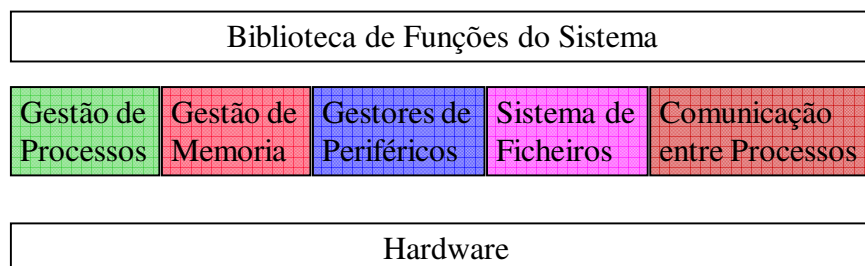 Biblioteca de Funções do Sistema
Gestão de
Processos
Gestão de
Memoria
Gestores de
Periféricos
Sistema de
Ficheiros
Comunicação
entre Processos
Hardware